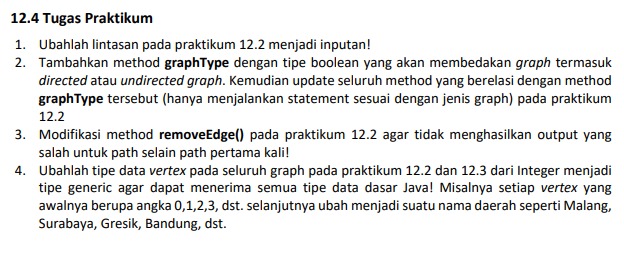 12.4 Tugas Praktikum
1. Ubahlah lintasan pada praktikum 12.2 menjadi inputan!
2. Tambahkan method graphType dengan tipe boolean yang akan membedakan graph termasuk
directed atau undirected graph. Kemudian update seluruh method yang berelasi dengan method
graphType tersebut (hanya menjalankan statement sesuai dengan jenis graph) pada praktikum
12.2
3. Modifikasi method removeEdge() pada praktikum 12.2 agar tidak menghasilkan output yang
salah untuk path selain path pertama kali!
4. Ubahlah tipe data vertex pada seluruh graph pada praktikum 12.2 dan 12.3 dari Integer menjadi
tipe generic agar dapat menerima semua tipe data dasar Java! Misalnya setiap vertex yang
awalnya berupa angka 0,1,2,3, dst. selanjutnya ubah menjadi suatu nama daerah seperti Malang,
Surabaya, Gresik, Bandung, dst.